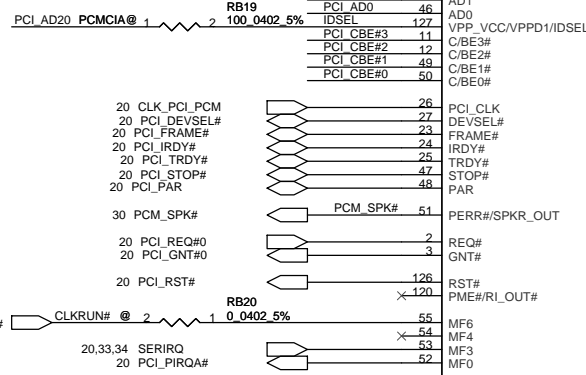 AD1
RB19 PCI_AD0 46 AD0
PCI_AD20 PCMCIA@ 1 2 100_0402_5% IDSEL 127 VPP_VCC/VPPD1/IDSEL
PCI_CBE#3 11 C/BE3#
PCI_CBE#2 12 C/BE2#
PCI_CBE#1 49 C/BE1#
PCI_CBE#0 50 C/BE0#
20 CLK_PCI_PCM 26 PCI_CLK
20 PCI_DEVSEL# 27 DEVSEL#
20 PCI_FRAME# 23 FRAME#
20 PCI_IRDY# 24 IRDY#
20 PCI_TRDY# 25 TRDY#
20 PCI_STOP# 47 STOP#
20 PCI_PAR 48 PAR
30 PCM_SPK# PCM_SPK# 51 PERR#/SPKR_OUT
20 PCI_REQ#0 2 REQ#
20 PCI_GNT#0 3 GNT#
20 PCI_RST# 126 RST#
120 PME#/RI_OUT#
RB20
# CLKRUN# @ 2 1 0_0402_5% 55 MF6
54 MF4
20,33,34 SERIRQ 53 MF3
20 PCI_PIRQA# 52 MF0